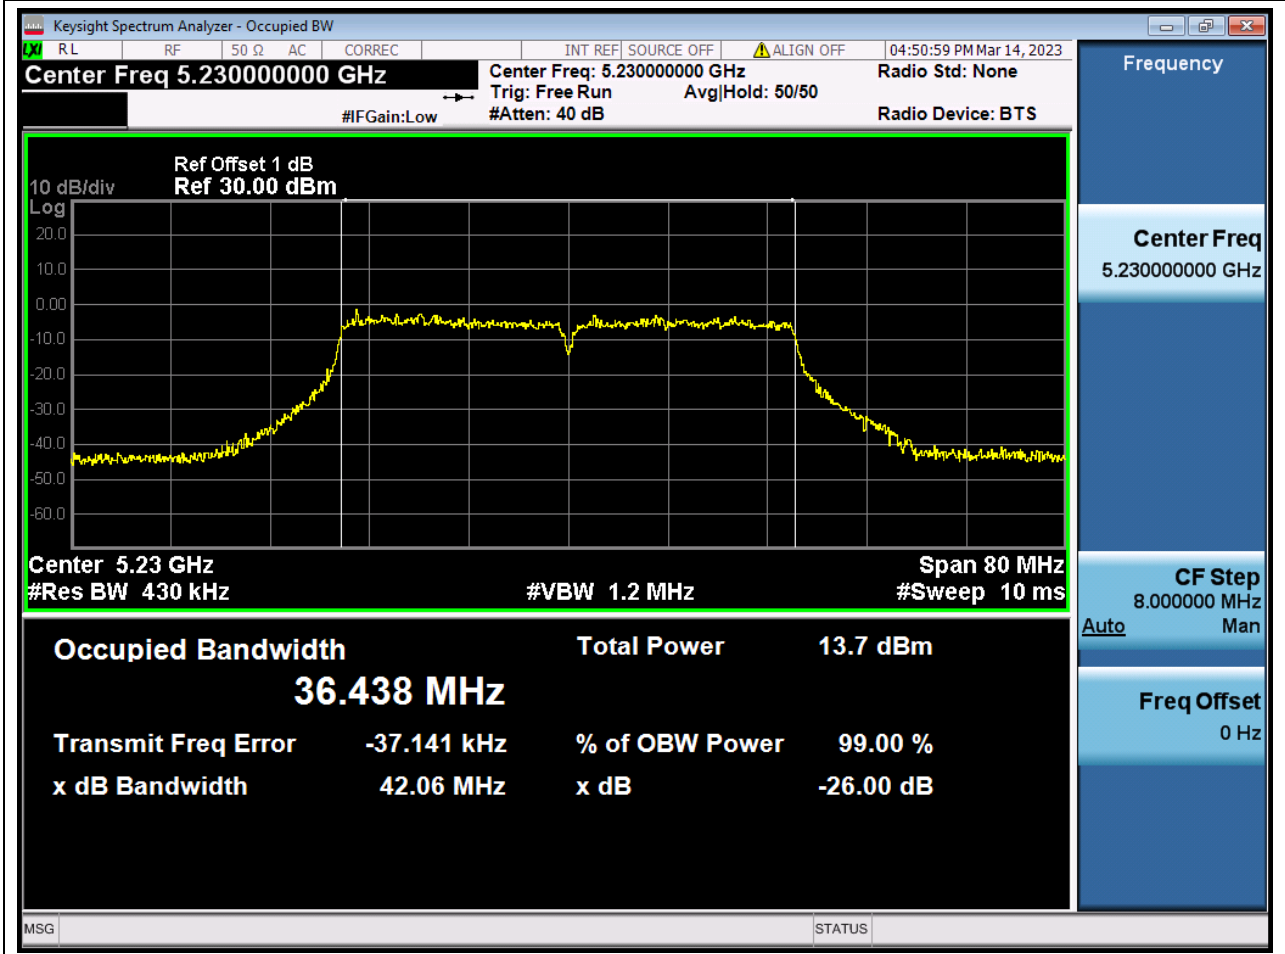 Keysight Spectrum Analyzer - Occupied BW
LXI RL RF 50 Ω AC CORREC INT REF SOURCE OFF ALIGN OFF 04:50:59 PM Mar 14, 2023
Center Freq 5.230000000 GHz
Center Freq: 5.230000000 GHz
Radio Std: None
Trig: Free Run Avg|Hold: 50/50
#IFGain:Low
#Atten: 40 dB
Radio Device: BTS
Ref Offset 1 dB
10 dB/div Ref 30.00 dBm
Log
20.0
10.0
0.00
-10.0
-20.0
-30.0
-40.0
-50.0
-60.0
Center 5.23 GHz
Span 80 MHz
#Res BW 430 kHz
#VBW 1.2 MHz
#Sweep 10 ms
Occupied Bandwidth
Total Power 13.7 dBm
36.438 MHz
Transmit Freq Error -37.141 kHz
% of OBW Power 99.00 %
x dB Bandwidth 42.06 MHz
x dB -26.00 dB
MSG
STATUS
Frequency
Center Freq
5.230000000 GHz
CF Step
8.000000 MHz
Auto Man
Freq Offset
0 Hz